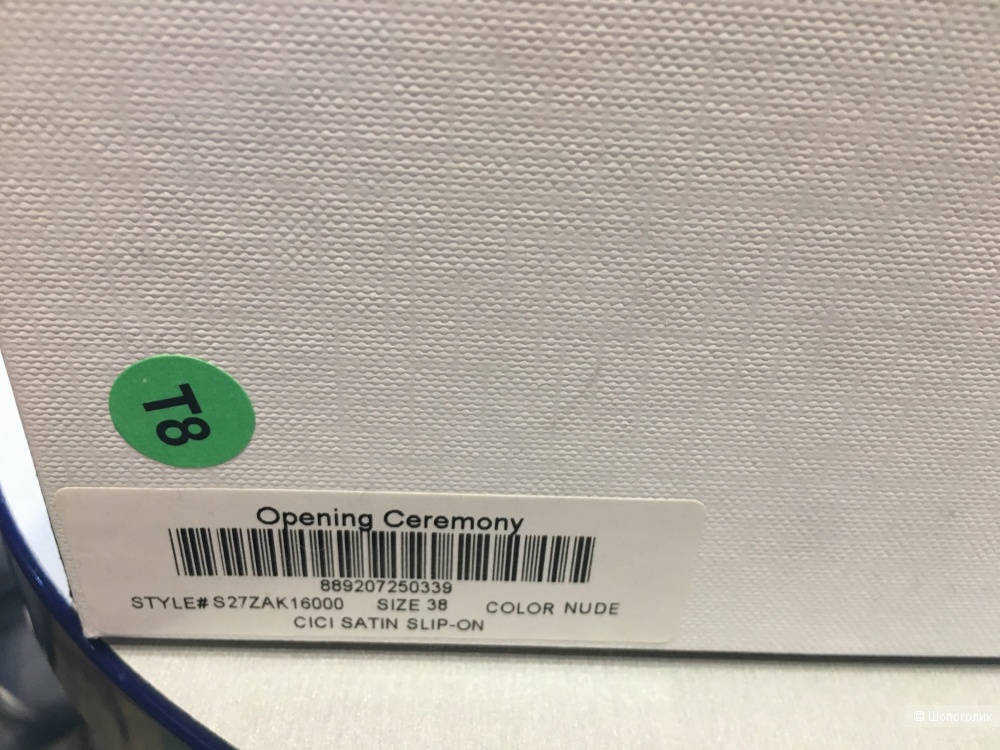 T8
Opening Ceremony
889207250339
STYLE# S27ZAK16000 SIZE 38 COLOR NUDE
CICI SATIN SLIP-ON
© Шопоголик